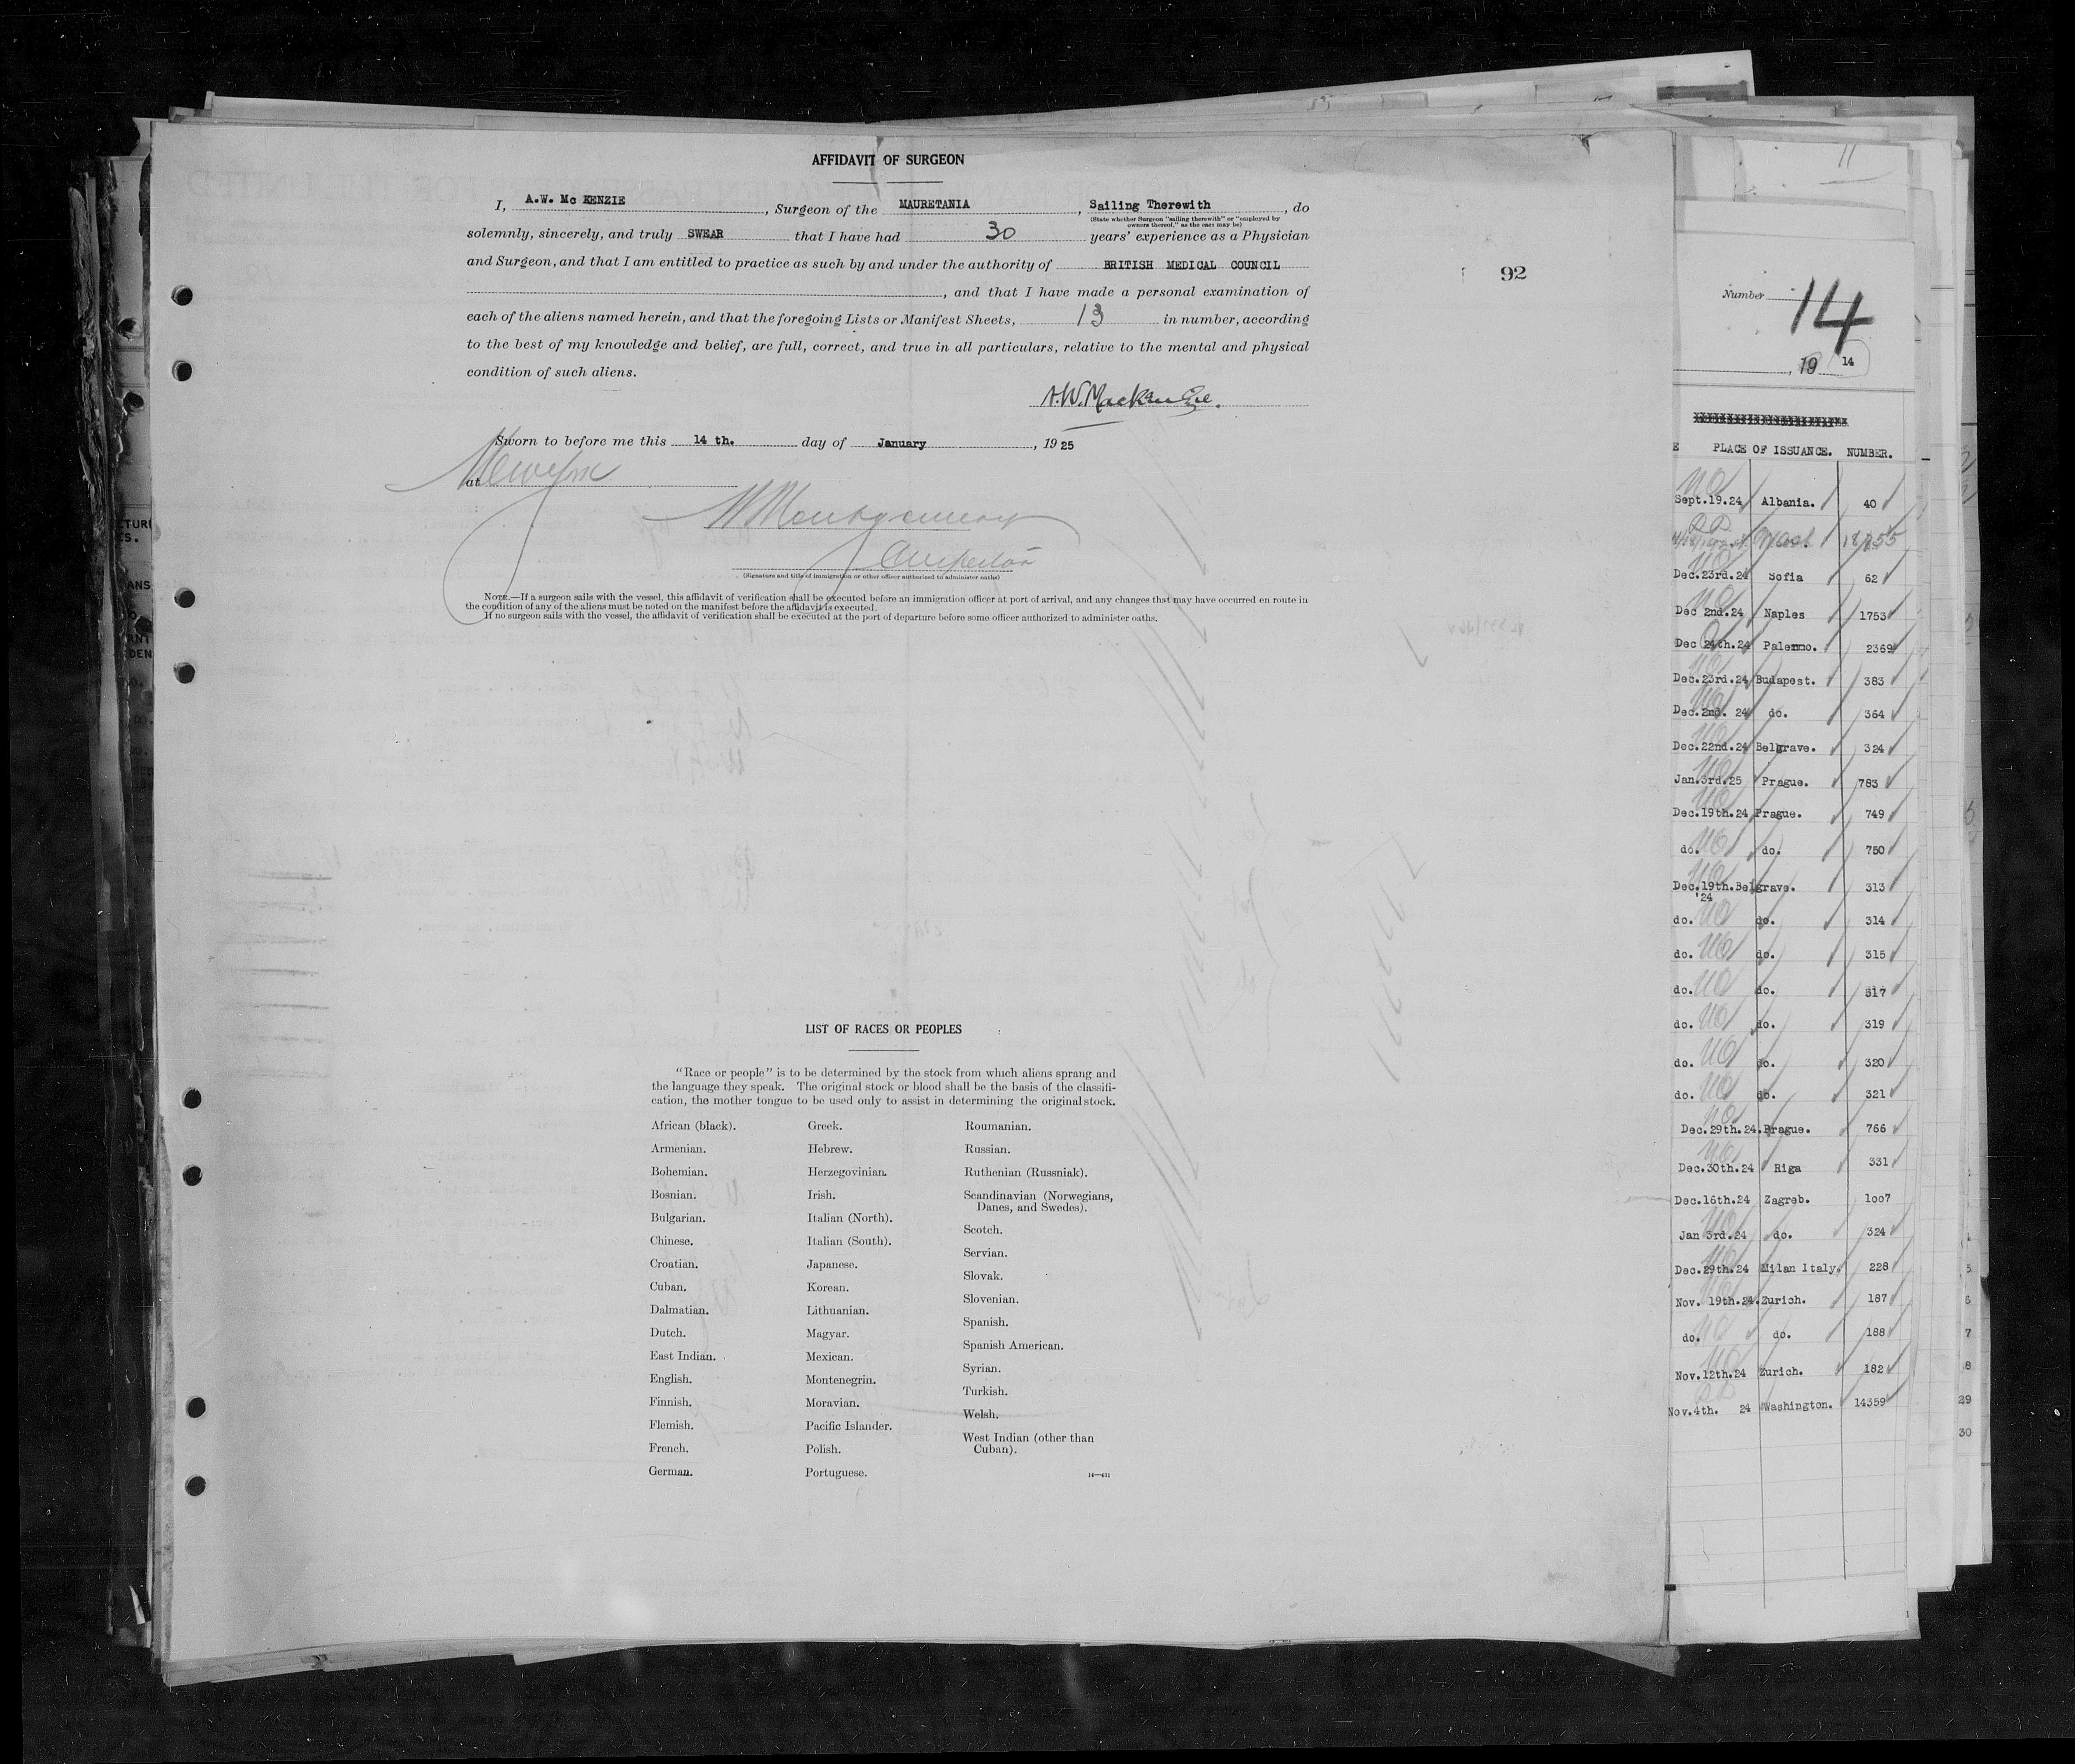 AFFIDAVIT OF SURGEON
I, A.W. Mc KENZIE, Surgeon of the MAURETANIA, Sailing Therewith, do
(State whether Surgeon "sailing therewith" or "employed by
owners thereof," as the case may be)
solemnly, sincerely, and truly SWEAR that I have had 30 years' experience as a Physician
and Surgeon, and that I am entitled to practice as such by and under the authority of BRITISH MEDICAL COUNCIL
, and that I have made a personal examination of
each of the aliens named herein, and that the foregoing Lists or Manifest Sheets, 13 in number, according
to the best of my knowledge and belief, are full, correct, and true in all particulars, relative to the mental and physical
condition of such aliens.
A.W. Mackenzie.
Sworn to before me this 14 th. day of January, 19 25
at New York
Montgomery
(Signature and title of immigration or other officer authorized to administer oaths)
NOTE.—If a surgeon sails with the vessel, this affidavit of verification shall be executed before an immigration officer at port of arrival, and any changes that may have occurred en route in
the condition of any of the aliens must be noted on the manifest before the affidavit is executed.
If no surgeon sails with the vessel, the affidavit of verification shall be executed at the port of departure before some officer authorized to administer oaths.
92
LIST OF RACES OR PEOPLES
"Race or people" is to be determined by the stock from which aliens sprang and
the language they speak. The original stock or blood shall be the basis of the classifi-
cation, the mother tongue to be used only to assist in determining the original stock.
African (black).
Armenian.
Bohemian.
Bosnian.
Bulgarian.
Chinese.
Croatian.
Cuban.
Dalmatian.
Dutch.
East Indian.
English.
Finnish.
Flemish.
French.
German.
Greek.
Hebrew.
Herzegovinian.
Irish.
Italian (North).
Italian (South).
Japanese.
Korean.
Lithuanian.
Magyar.
Mexican.
Montenegrin.
Moravian.
Pacific Islander.
Polish.
Portuguese.
Roumanian.
Russian.
Ruthenian (Russniak).
Scandinavian (Norwegians,
Danes, and Swedes).
Scotch.
Servian.
Slovak.
Slovenian.
Spanish.
Spanish American.
Syrian.
Turkish.
Welsh.
West Indian (other than
Cuban).
11
Number 14
, 19 14
E PLACE OF ISSUANCE. NUMBER.
Sept.19.24 Albania. 40
Dec.23rd.24 Sofia 62
Dec 2nd.24 Naples 1753
Dec 24th.24 Palermo. 2369
Dec.23rd.24 Budapest. 383
Dec.2nd. 24 do. 364
Dec.22nd.24 Belgrave. 324
Jan.3rd.25 Prague. 783
Dec.19th.24 Prague. 749
do. do. 750
Dec.19th. Belgrave. 313
'24
do. do. 314
do. do. 315
do. do. 317
do. do. 319
do. do. 320
do. do. 321
Dec.29th.24. Prague. 766
Dec.30th.24 Riga 331
Dec.16th.24 Zagreb. 1007
Jan 3rd.24 do. 324
Dec.29th.24 Milan Italy. 228
Nov. 19th.24. Zurich. 187
do. do. 188
Nov.12th.24 Zurich. 182
Nov.4th. 24 Washington. 14359
5
6
7
8
29
30